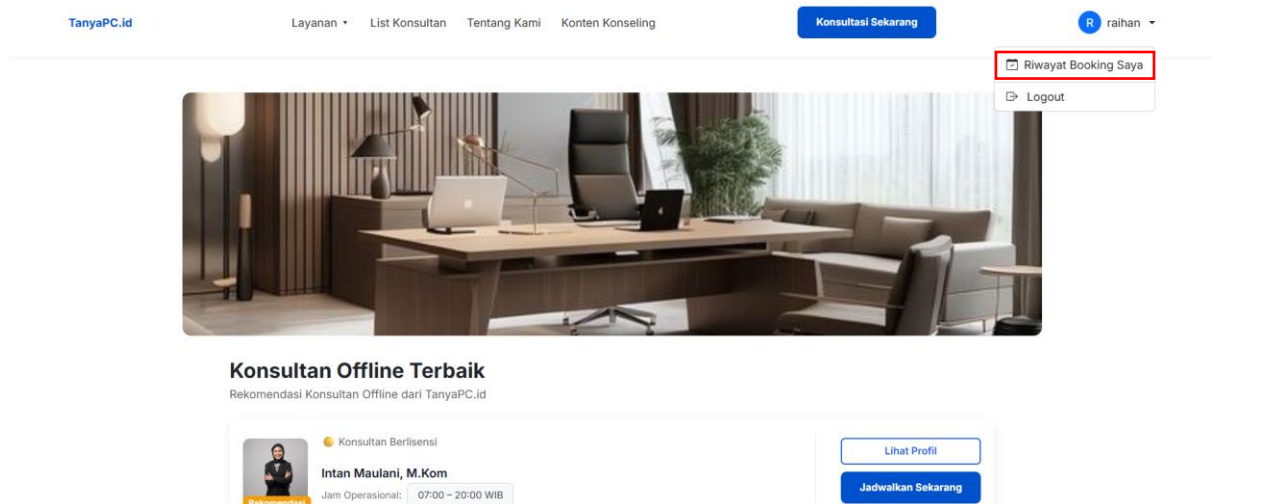 TanyaPC.id
Layanan
List Konsultan
Tentang Kami
Konten Konseling
Konsultasi Sekarang
R raihan
Riwayat Booking Saya
Logout
Konsultan Offline Terbaik
Rekomendasi Konsultan Offline dari TanyaPC.id
Konsultan Berlisensi
Intan Maulani, M.Kom
Jam Operasional: 07:00 – 20:00 WIB
Rekomendasi
Lihat Profil
Jadwalkan Sekarang